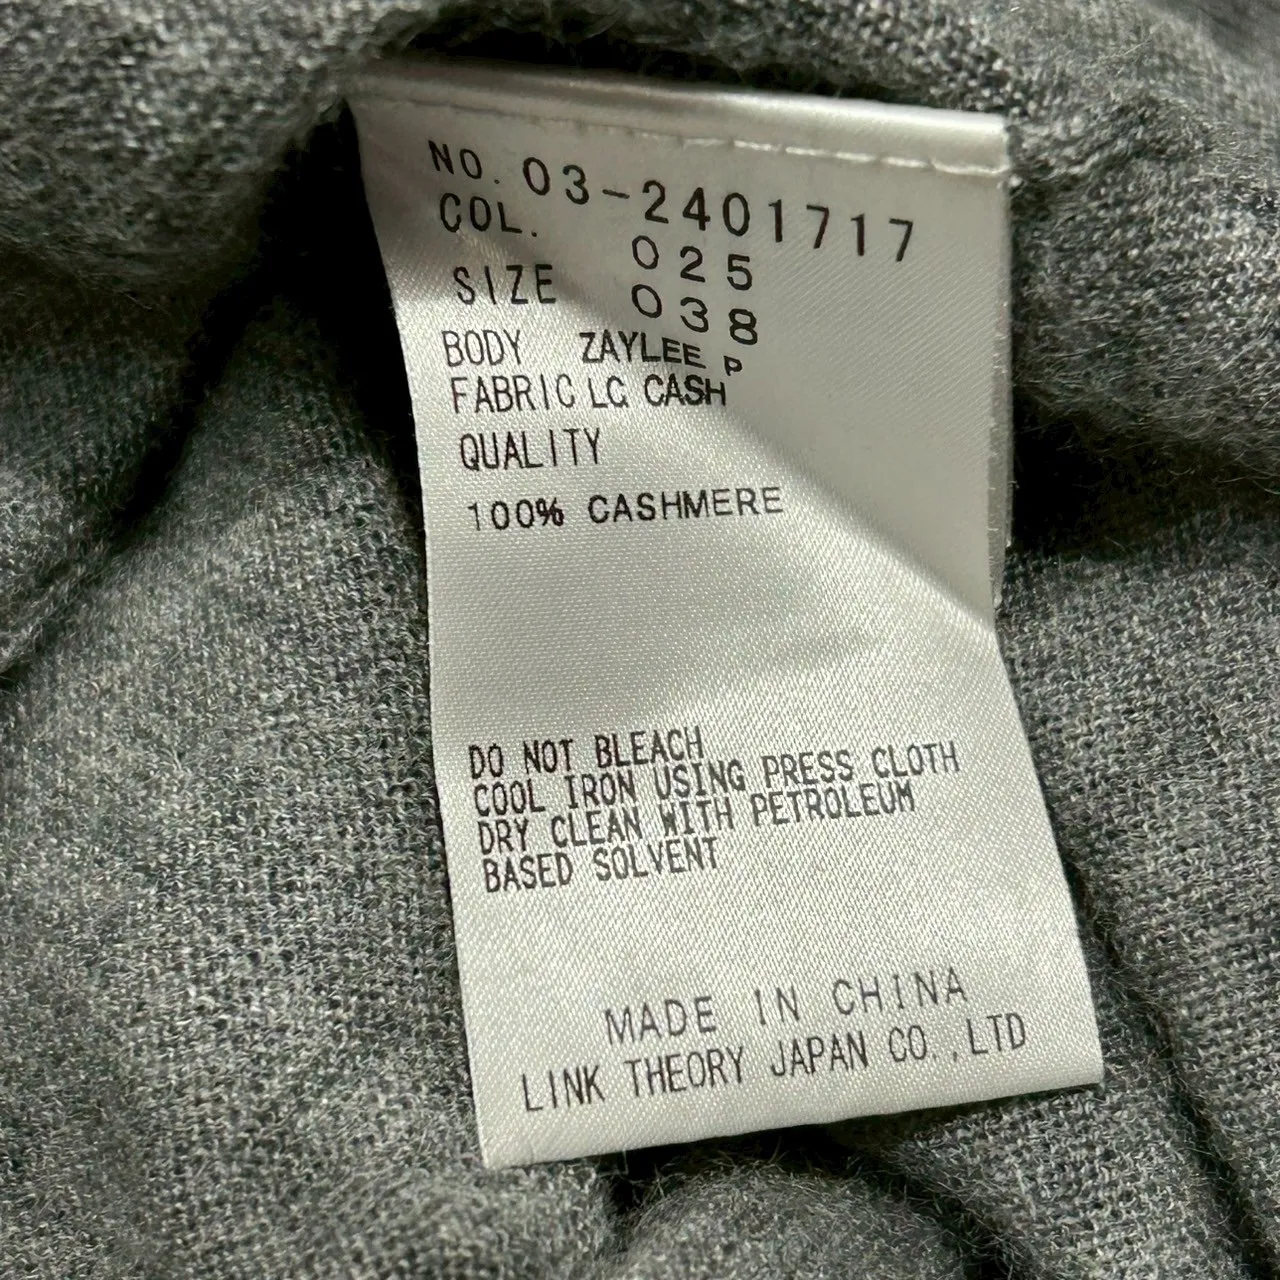 NO. 03-2401717
COL. 025
SIZE 038
BODY ZAYLEE P
FABRIC LC CASH
QUALITY
100% CASHMERE
DO NOT BLEACH
COOL IRON USING PRESS CLOTH
DRY CLEAN WITH PETROLEUM
BASED SOLVENT
MADE IN CHINA
LINK THEORY JAPAN CO.,LTD